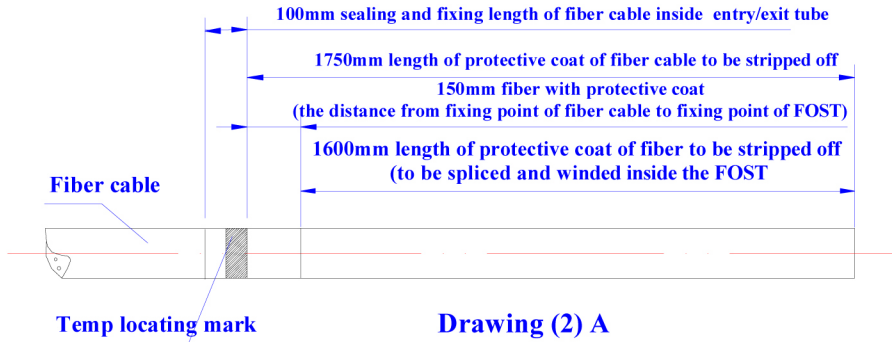 100mm sealing and fixing length of fiber cable inside entry/exit tube
1750mm length of protective coat of fiber cable to be stripped off
150mm fiber with protective coat
(the distance from fixing point of fiber cable to fixing point of FOST)
1600mm length of protective coat of fiber to be stripped off
(to be spliced and winded inside the FOST
Fiber cable
Temp locating mark
Drawing (2) A